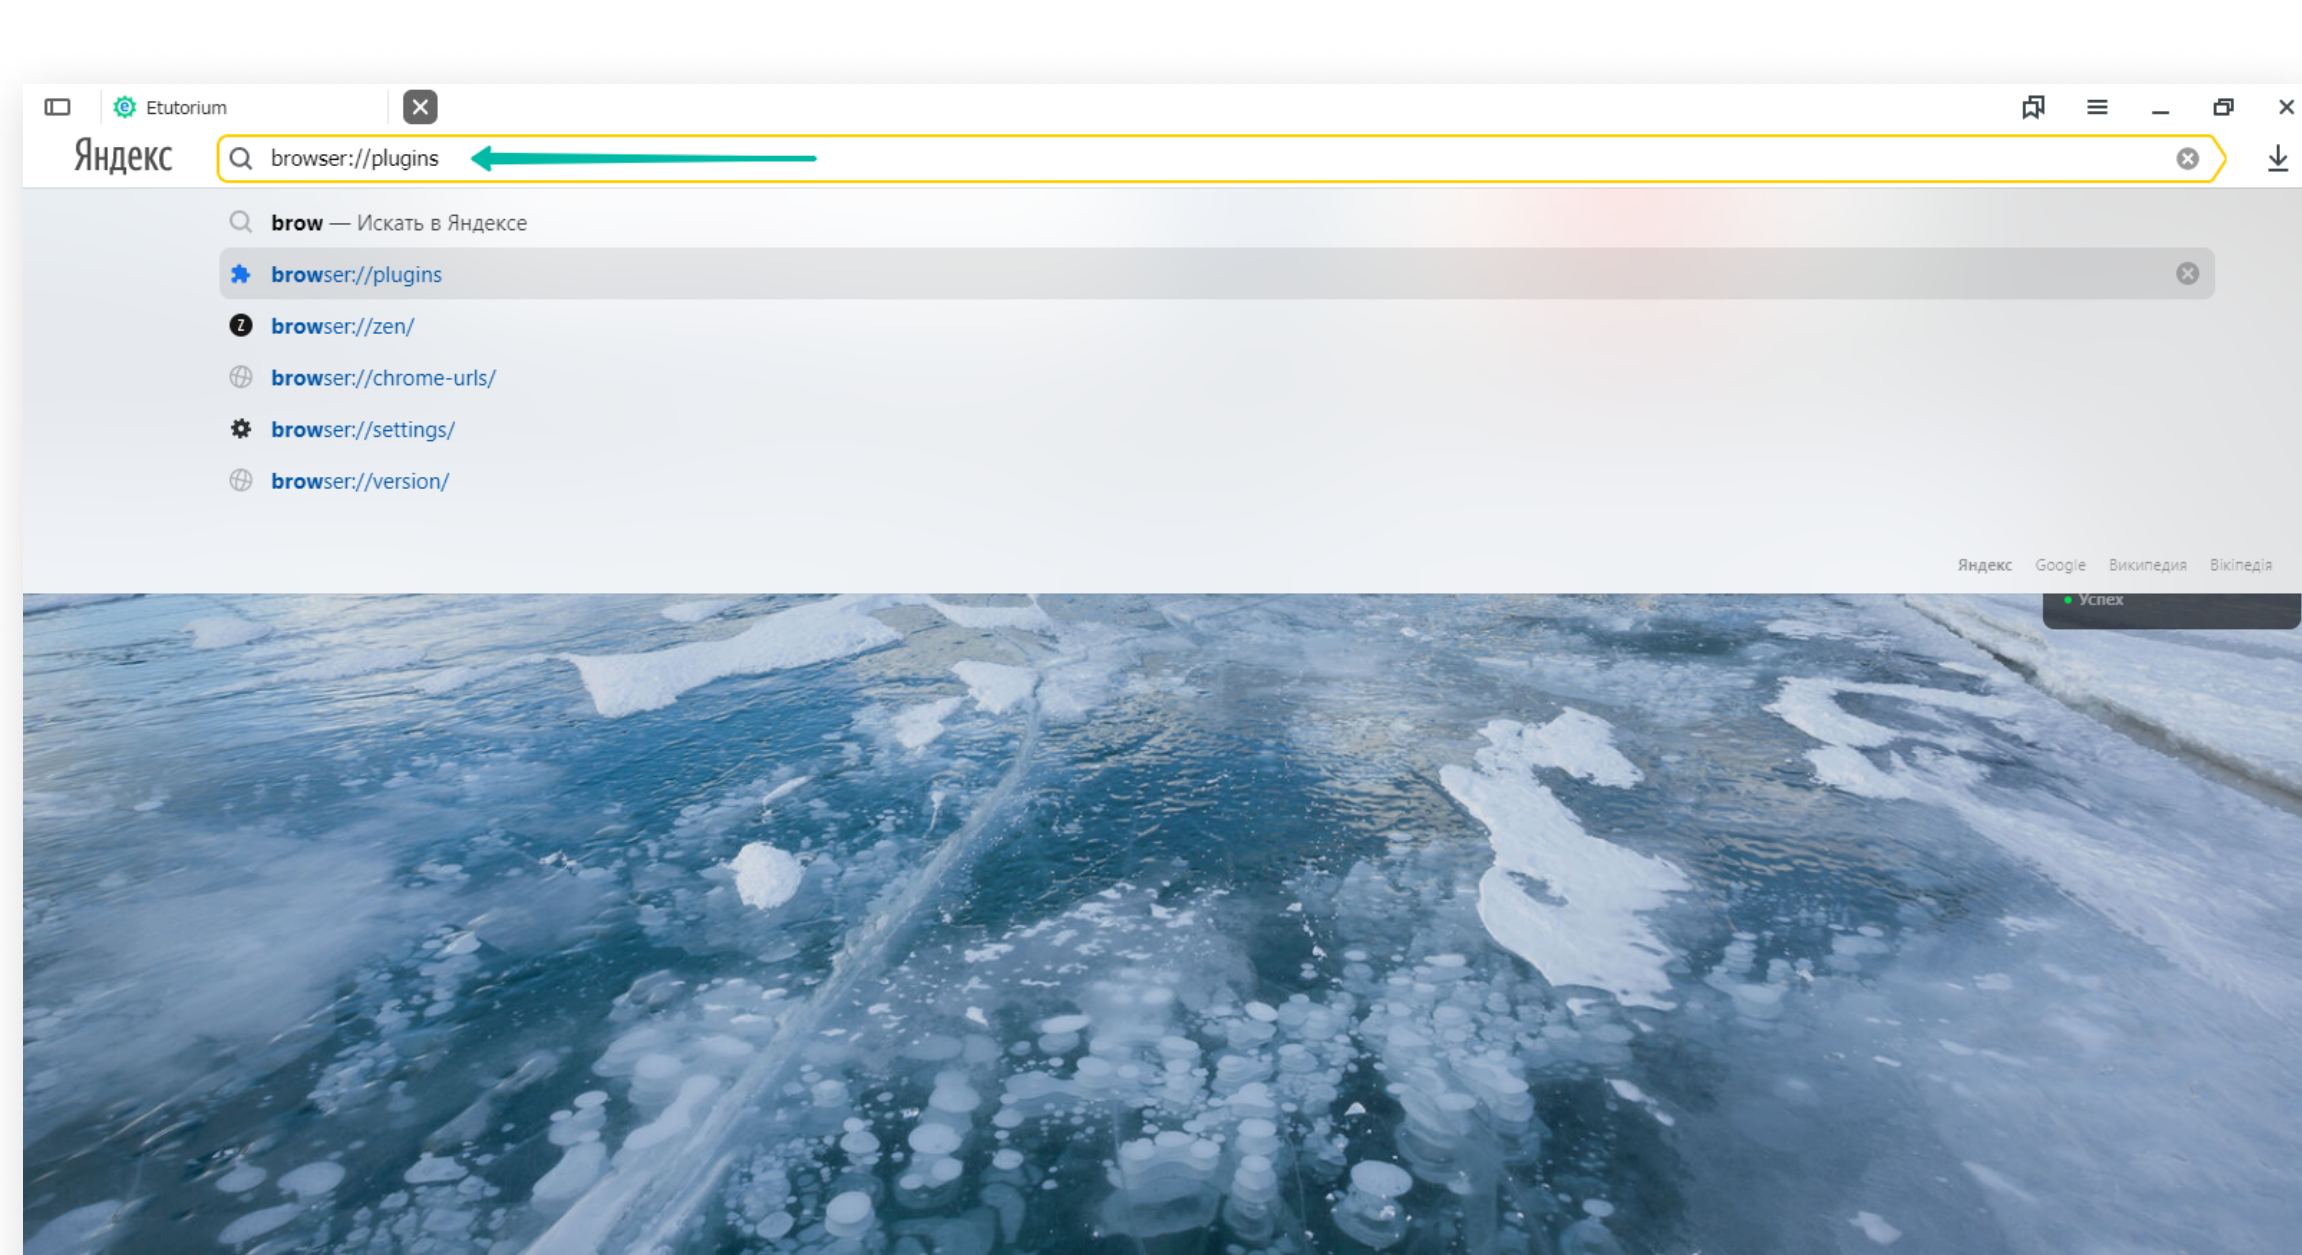 Etutorium
Яндекс
browser://plugins
brow — Искать в Яндексе
browser://plugins
Z
browser://zen/
browser://chrome-urls/
browser://settings/
browser://version/
Яндекс Google Википедия Вікіпедія
Успех